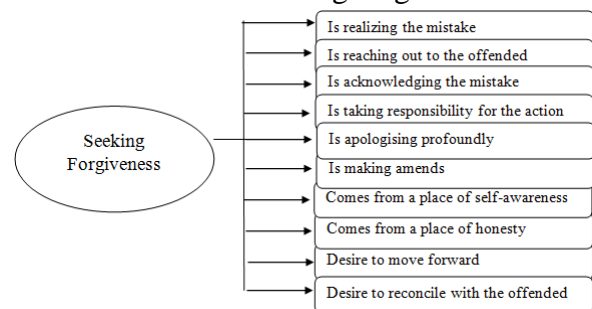 Is realizing the mistake
Is reaching out to the offended
Is acknowledging the mistake
Is taking responsibility for the action
Seeking
Forgiveness
Is apologising profoundly
Is making amends
Comes from a place of self-awareness
Comes from a place of honesty
Desire to move forward
Desire to reconcile with the offended